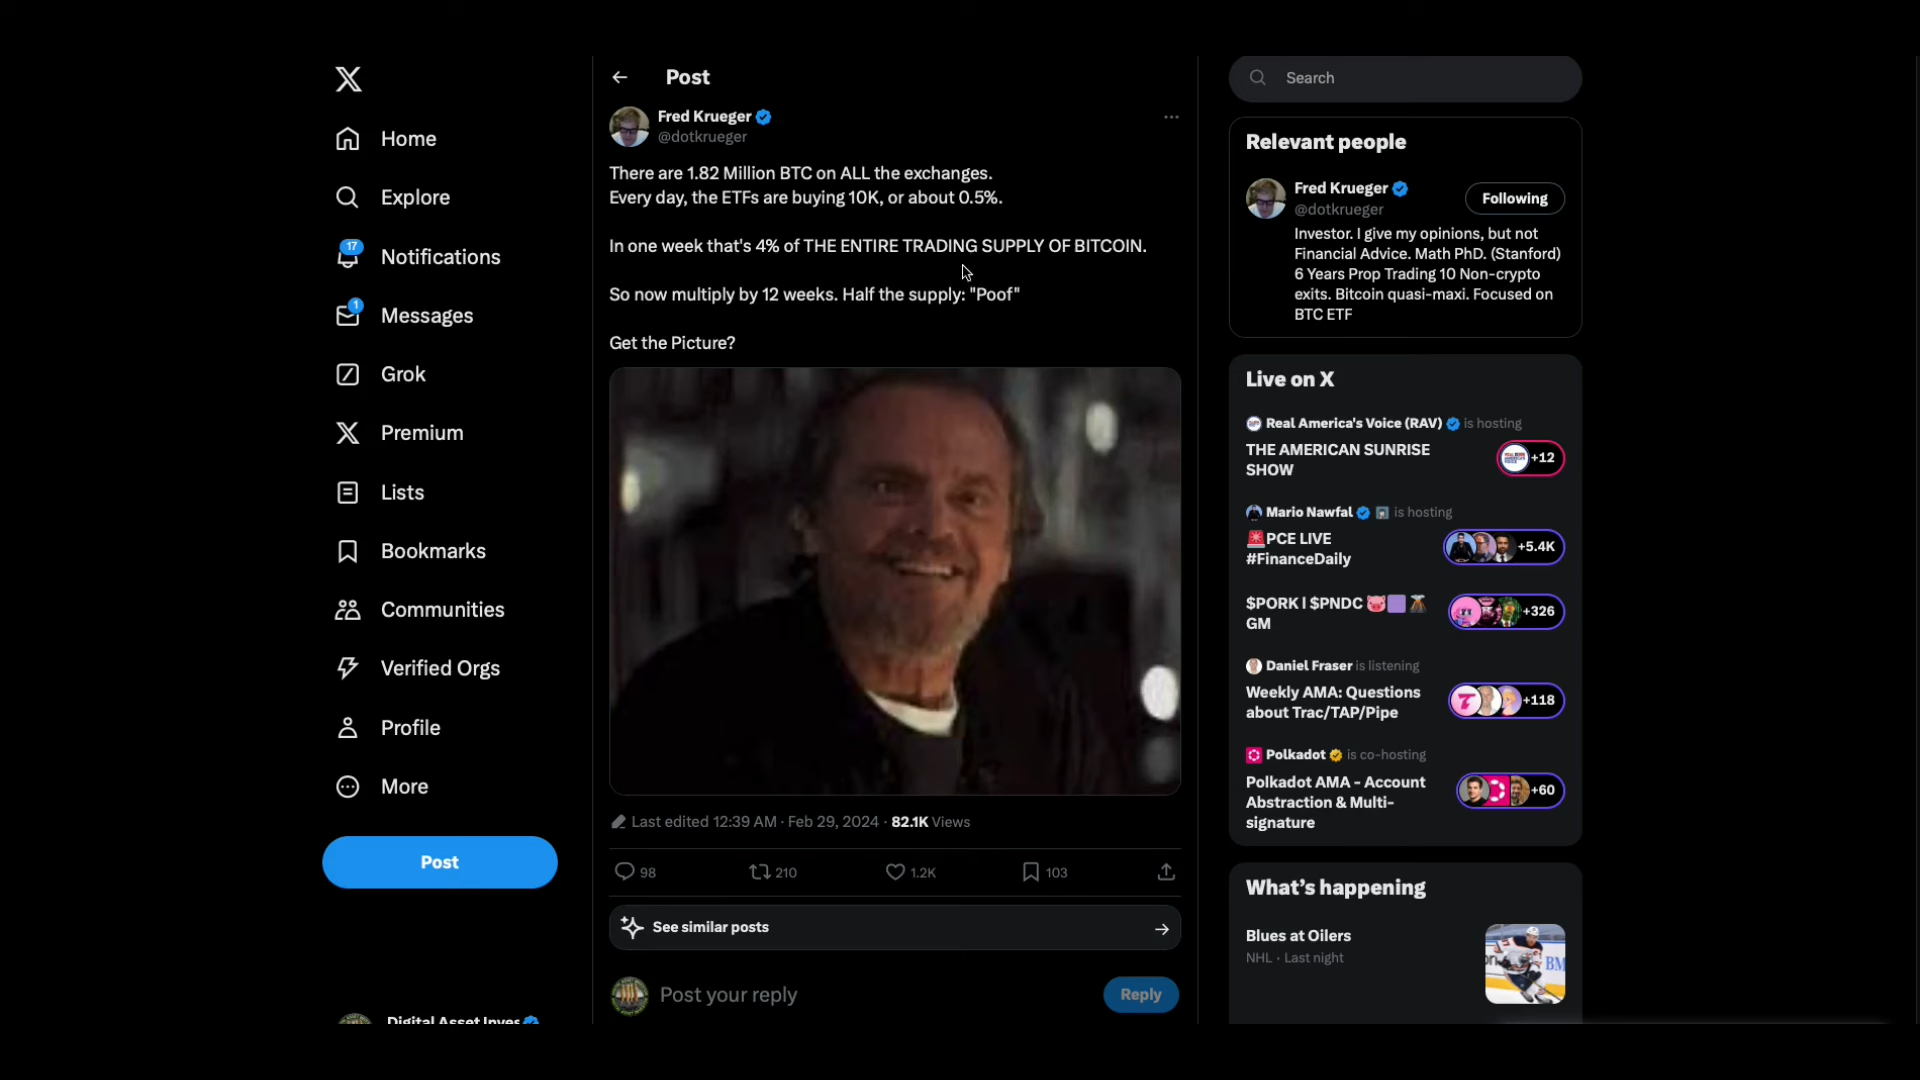 Home
Explore
17
Notifications
1
Messages
Grok
Premium
Lists
Bookmarks
Communities
Verified Orgs
Profile
More
Post
Digital Asset Inves
Post
Fred Krueger
@dotkrueger
There are 1.82 Million BTC on ALL the exchanges.
Every day, the ETFs are buying 10K, or about 0.5%.
In one week that's 4% of THE ENTIRE TRADING SUPPLY OF BITCOIN.
So now multiply by 12 weeks. Half the supply: "Poof"
Get the Picture?
Last edited 12:39 AM · Feb 29, 2024 · 82.1K Views
98 210 1.2K 103
See similar posts
Post your reply
Reply
Search
Relevant people
Fred Krueger
@dotkrueger
Following
Investor. I give my opinions, but not
Financial Advice. Math PhD. (Stanford)
6 Years Prop Trading 10 Non-crypto
exits. Bitcoin quasi-maxi. Focused on
BTC ETF
Live on X
Real America's Voice (RAV) is hosting
THE AMERICAN SUNRISE
SHOW
+12
Mario Nawfal is hosting
🚨PCE LIVE
#FinanceDaily
+5.4K
$PORK l $PNDC 🐷🟪🌋
GM
+326
Daniel Fraser is listening
Weekly AMA: Questions
about Trac/TAP/Pipe
+118
Polkadot is co-hosting
Polkadot AMA - Account
Abstraction & Multi-
signature
+60
What's happening
Blues at Oilers
NHL · Last night